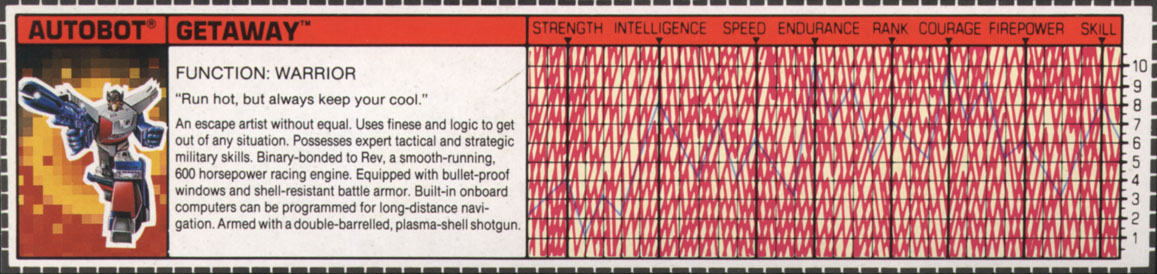 AUTOBOT® GETAWAY™ STRENGTH INTELLIGENCE SPEED ENDURANCE RANK COURAGE FIREPOWER SKILL
FUNCTION: WARRIOR
"Run hot, but always keep your cool."
An escape artist without equal. Uses finese and logic to get
out of any situation. Possesses expert tactical and strategic
military skills. Binary-bonded to Rev, a smooth-running,
600 horsepower racing engine. Equipped with bullet-proof
windows and shell-resistant battle armor. Built-in onboard
computers can be programmed for long-distance navi-
gation. Armed with a double-barrelled, plasma-shell shotgun.
10
9
8
7
6
5
4
3
2
1